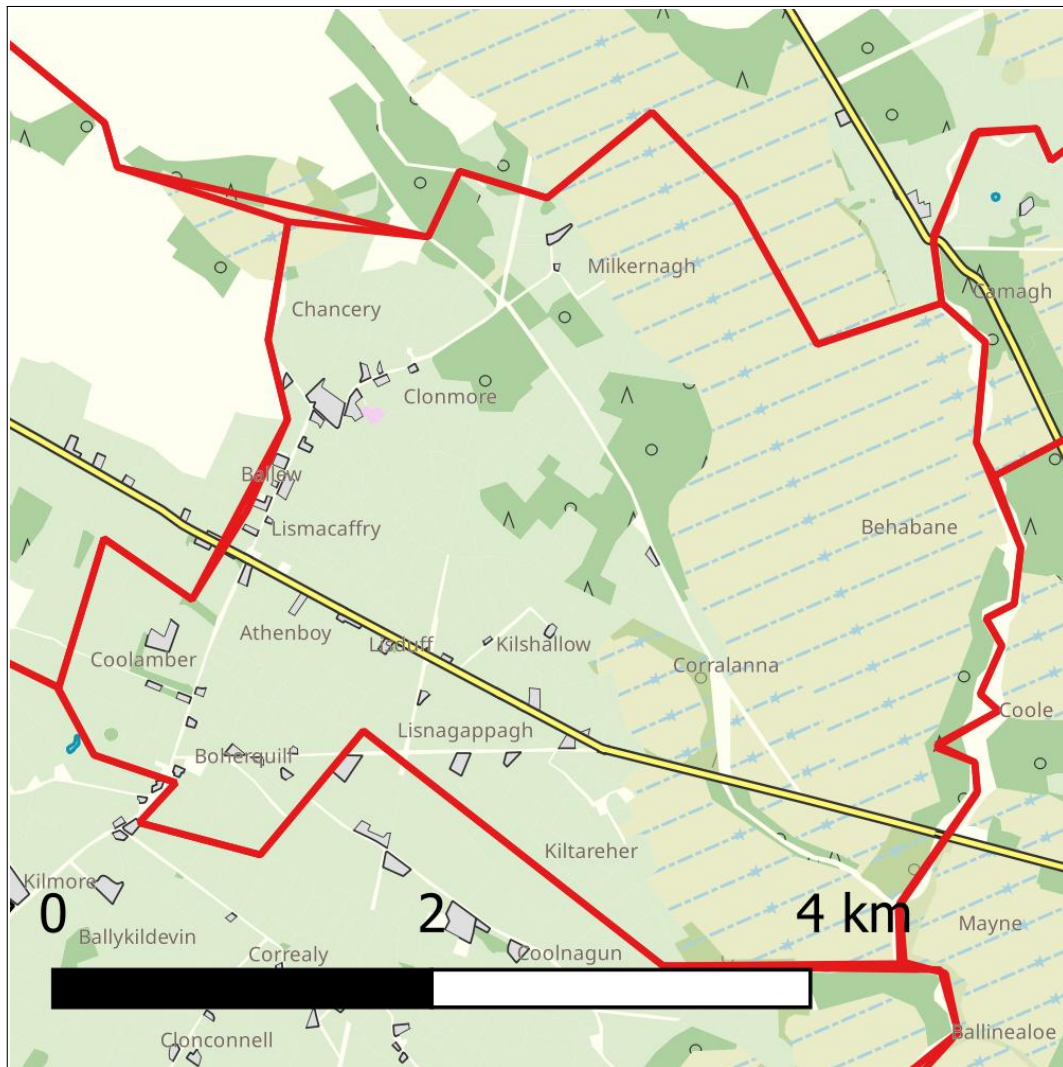 Milkernagh
Camagh
Chancery
Clonmore
Ballew
Lismacaffry
Behabane
Athenboy
Lisduff
Kilshallow
Coolamber
Corralanna
Coole
Lisnagappagh
Boherquill
Kiltareher
Kilmore
0 2 4 km
Mayne
Ballykildevin
Correaly
Coolnagun
Clonconnell
Ballinealoe